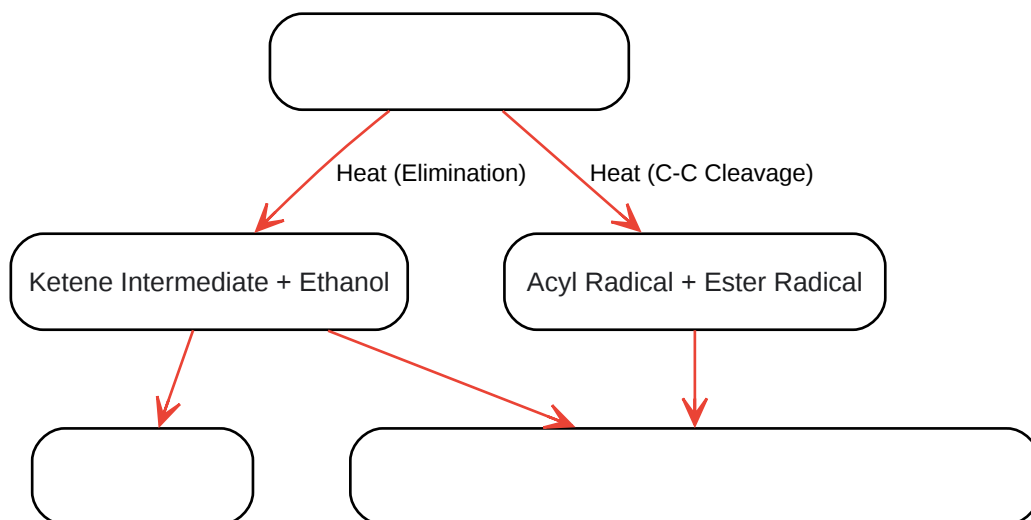 Heat (Elimination)
Heat (C-C Cleavage)
Ketene Intermediate + Ethanol
Acyl Radical + Ester Radical